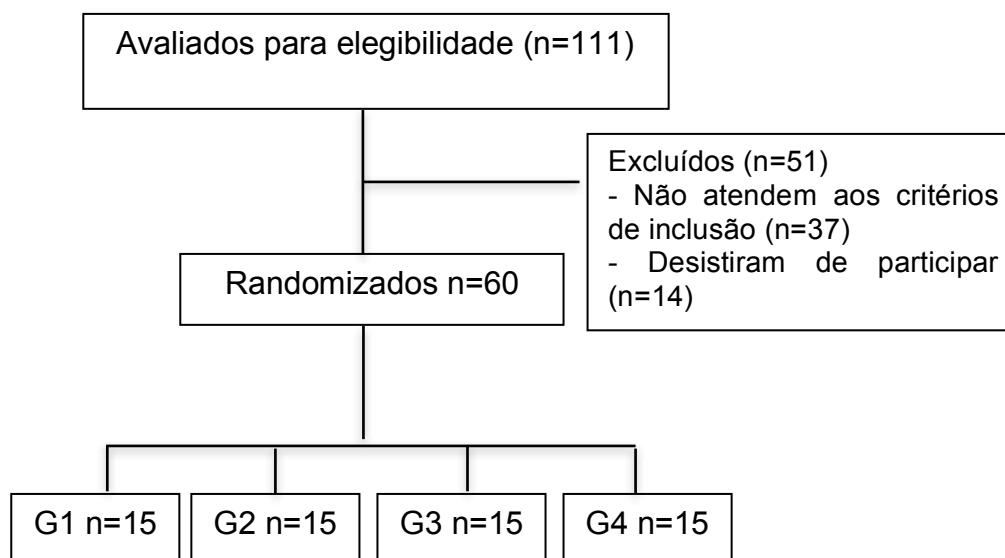 Avaliados para elegibilidade (n=111)
Excluídos (n=51)
- Não atendem aos critérios
de inclusão (n=37)
- Desistiram de participar
(n=14)
Randomizados n=60
G1 n=15
G2 n=15
G3 n=15
G4 n=15